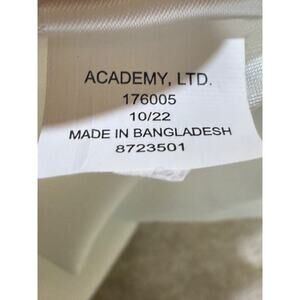 ACADEMY, LTD.
176005
10/22
MADE IN BANGLADESH
8723501